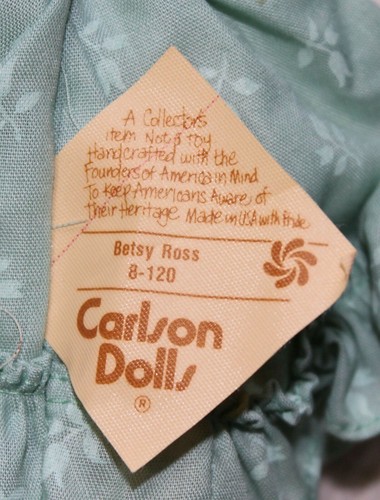 A Collectors
item Not a Toy
Handcrafted with the
Founders of America in Mind
To Keep Americans Aware of
their Heritage Made in USA with Pride
Betsy Ross
8-120
Carlson
Dolls
®